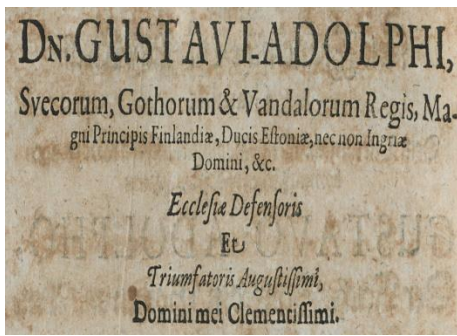 DN. GUSTAVI-ADOLPHI,
Svecorum, Gothorum & Vandalorum Regis, Ma-
gni Principis Finlandiæ, Ducis Eſtoniæ, nec non Ingriæ
Domini, &c.
Eccleſiæ Defenſoris
Et
Triumfatoris Auguſtiſſimi,
Domini mei Clementiſſimi.